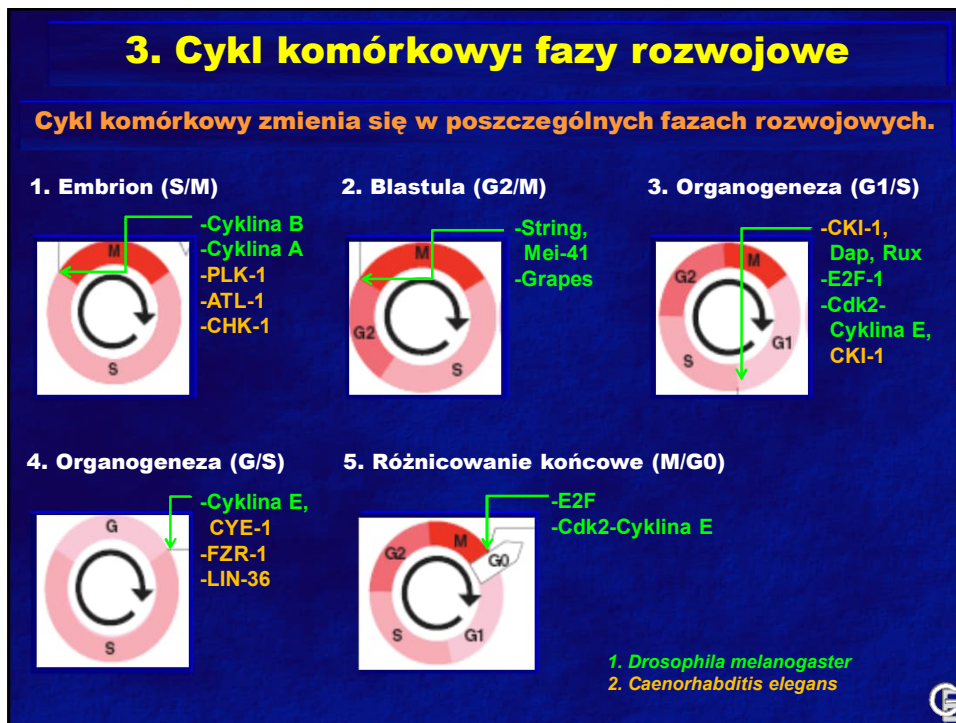 3. Cykl komórkowy: fazy rozwojowe
Cykl komórkowy zmienia się w poszczególnych fazach rozwojowych.
1. Embrion (S/M)
-Cyklina B
-Cyklina A
-PLK-1
-ATL-1
-CHK-1
M
S
2. Blastula (G2/M)
-String,
Mei-41
-Grapes
M
G2
S
3. Organogeneza (G1/S)
-CKI-1,
Dap, Rux
-E2F-1
-Cdk2-
Cyklina E,
CKI-1
G2
M
S
G1
4. Organogeneza (G/S)
-Cyklina E,
CYE-1
-FZR-1
-LIN-36
G
S
5. Różnicowanie końcowe (M/G0)
-E2F
-Cdk2-Cyklina E
G2
M
G0
S
G1
1. Drosophila melanogaster
2. Caenorhabditis elegans